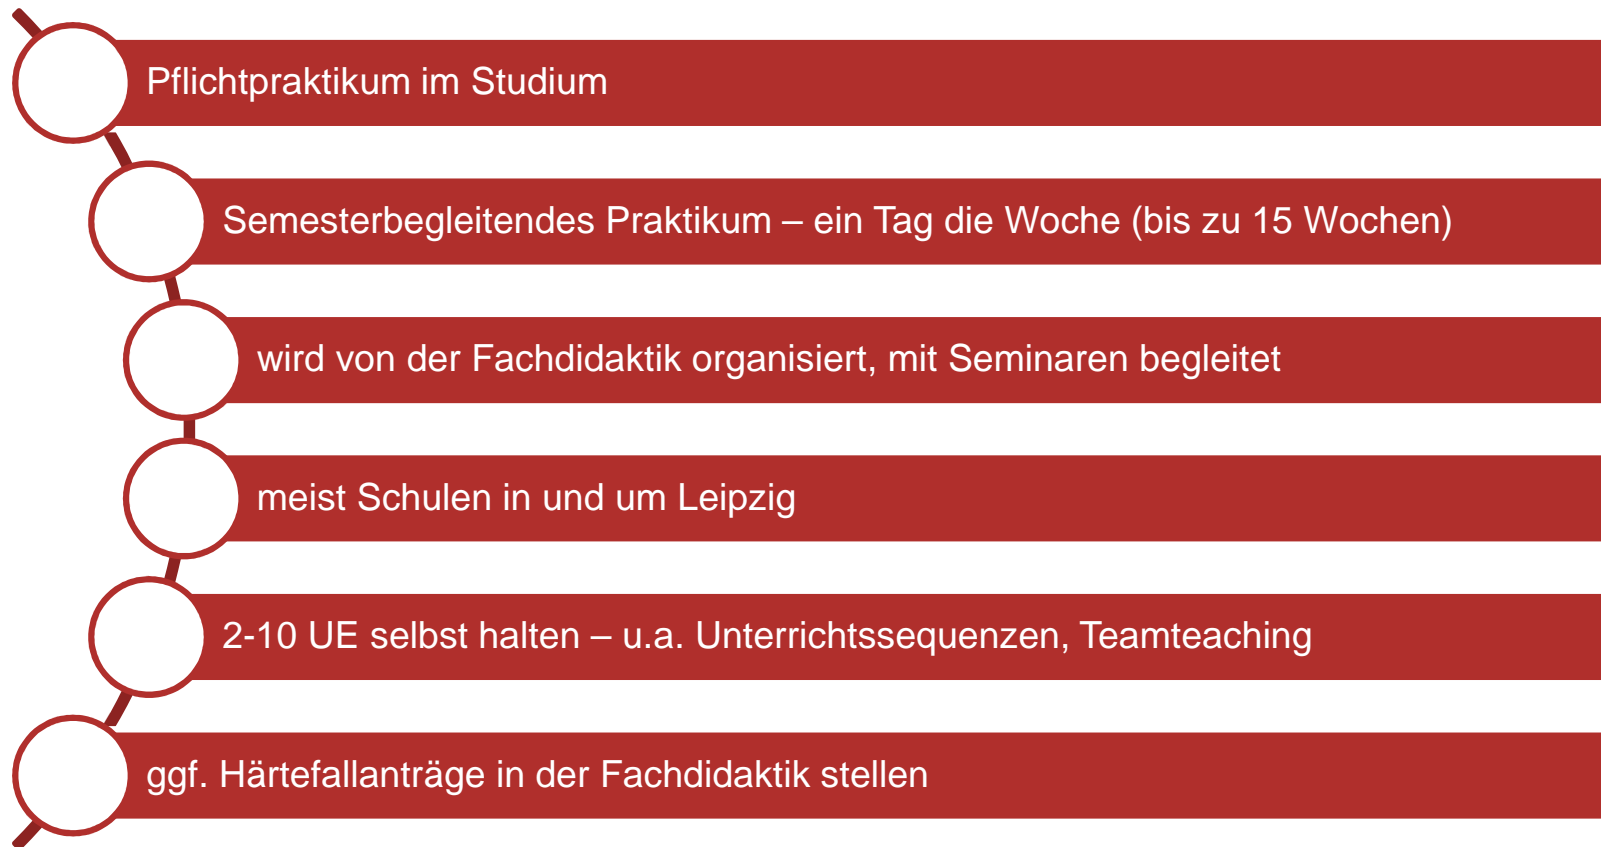 Pflichtpraktikum im Studium
Semesterbegleitendes Praktikum – ein Tag die Woche (bis zu 15 Wochen)
wird von der Fachdidaktik organisiert, mit Seminaren begleitet
meist Schulen in und um Leipzig
2-10 UE selbst halten – u.a. Unterrichtssequenzen, Teamteaching
ggf. Härtefallanträge in der Fachdidaktik stellen